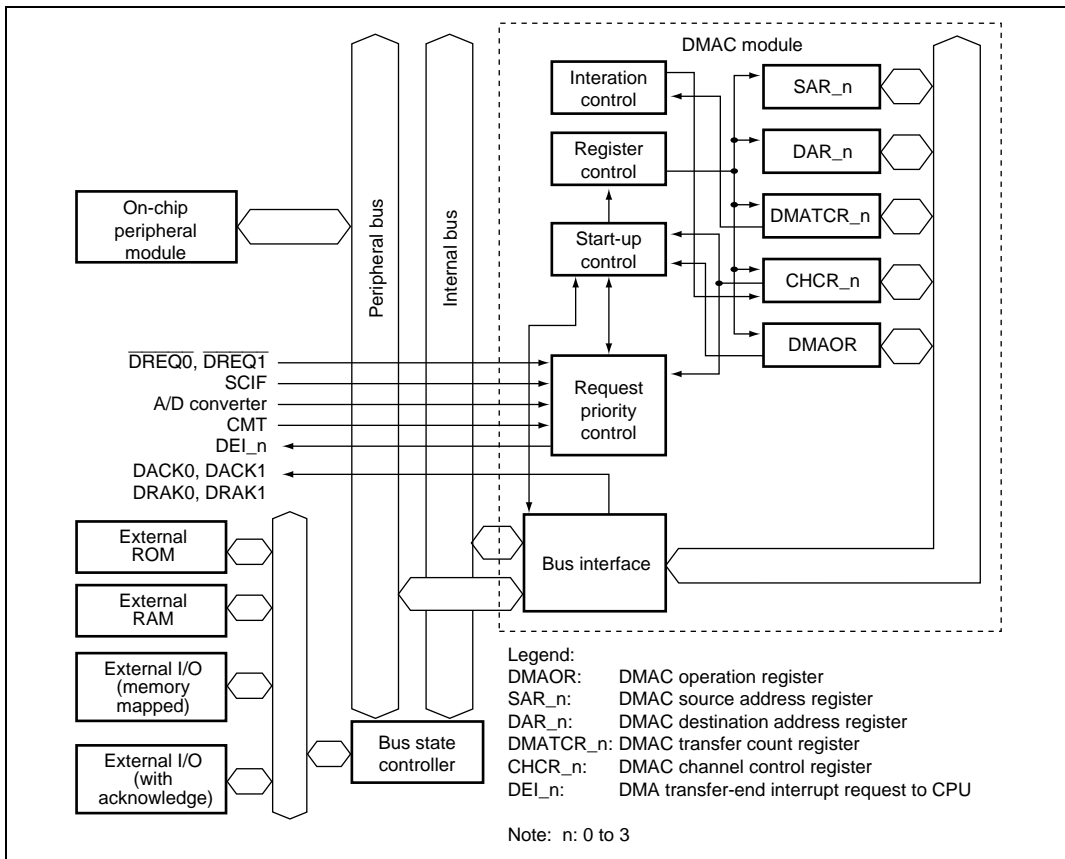 DMAC module
Interation
control
SAR_n
Register
control
DAR_n
On-chip
peripheral
module
DMATCR_n
Start-up
control
Peripheral bus
Internal bus
CHCR_n
DMAOR
DREQ0, DREQ1
SCIF
A/D converter
CMT
DEI_n
Request
priority
control
DACK0, DACK1
DRAK0, DRAK1
External
ROM
Bus interface
External
RAM
External I/O
(memory
mapped)
External I/O
(with
acknowledge)
Bus state
controller
Legend:
DMAOR: DMAC operation register
SAR_n: DMAC source address register
DAR_n: DMAC destination address register
DMATCR_n: DMAC transfer count register
CHCR_n: DMAC channel control register
DEI_n: DMA transfer-end interrupt request to CPU
Note: n: 0 to 3